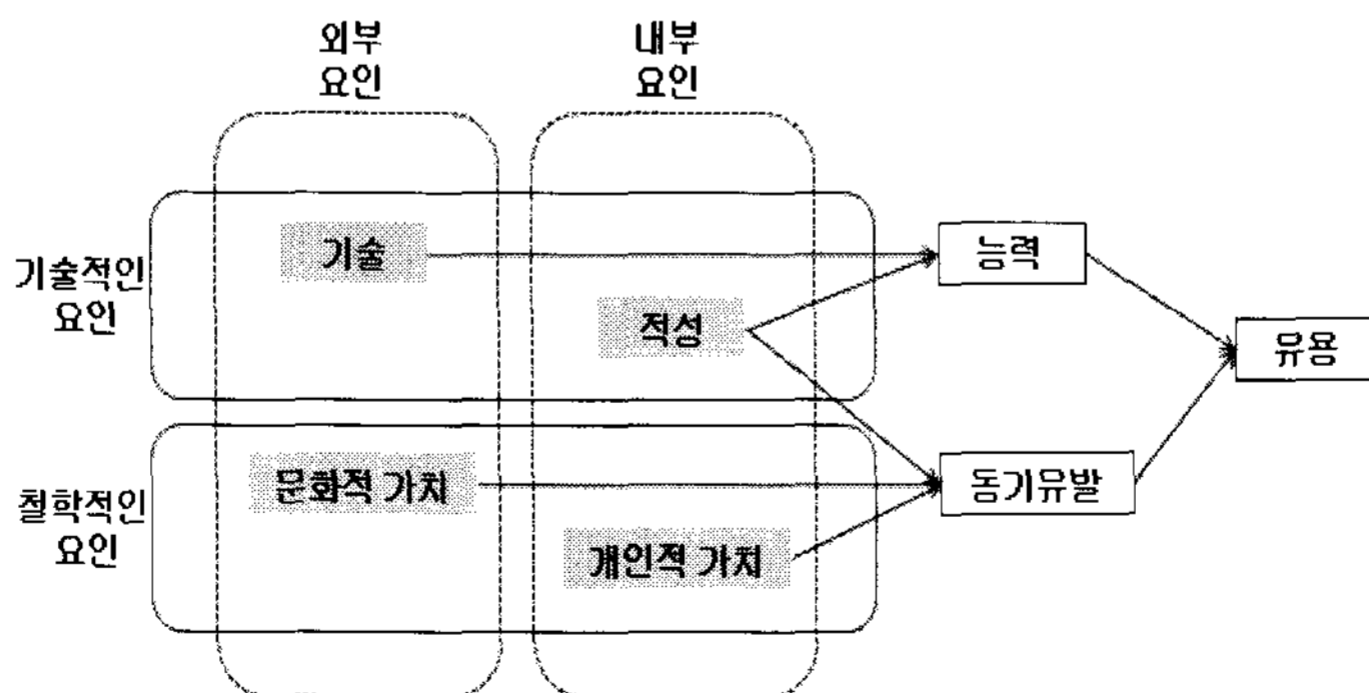 외부
요인
내부
요인
기술적인
요인
기술
적성
능력
유용
철학적인
요인
문화적 가치
개인적 가치
동기유발